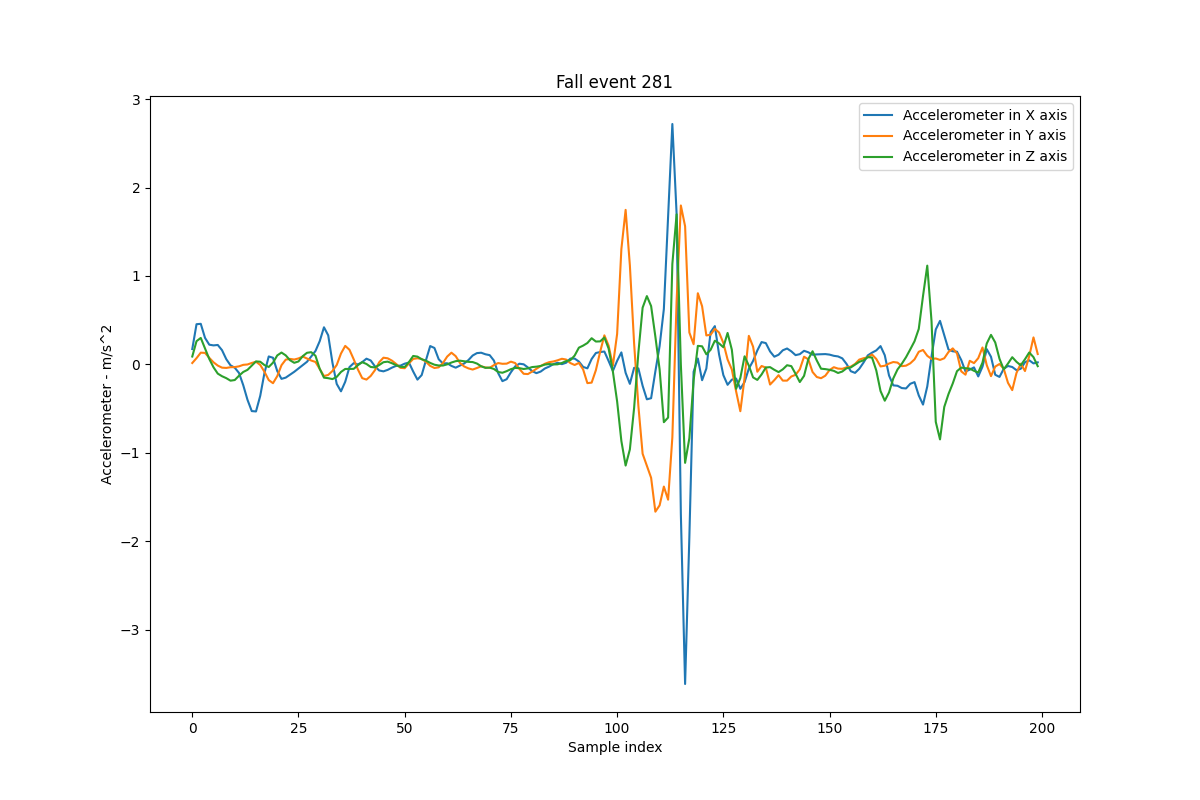 Fall event 281
Accelerometer in X axis
Accelerometer in Y axis
Accelerometer in Z axis
Accelerometer - m/s^2
3
2
1
0
−1
−2
−3
0 25 50 75 100 125 150 175 200
Sample index